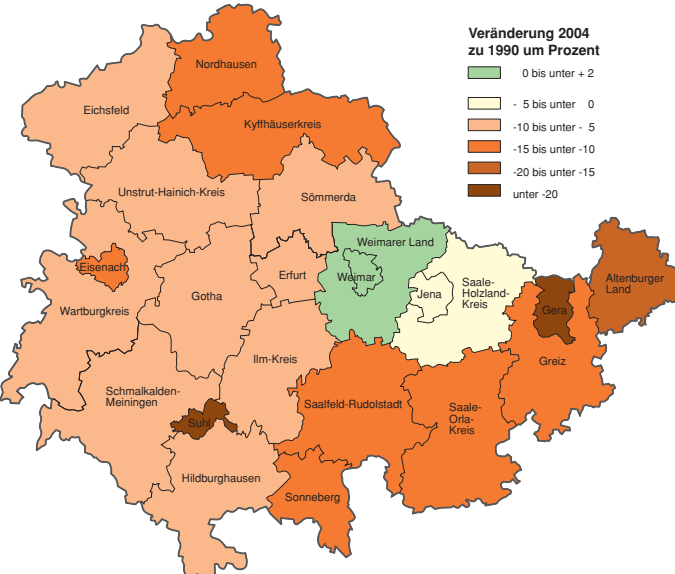 Veränderung 2004
zu 1990 um Prozent
0 bis unter + 2
- 5 bis unter 0
-10 bis unter - 5
-15 bis unter -10
-20 bis unter -15
unter -20
Nordhausen
Eichsfeld
Kyffhäuserkreis
Unstrut-Hainich-Kreis
Sömmerda
Weimarer Land
Eisenach
Erfurt
Weimar
Jena
Saale-
Holzland-
Kreis
Altenburger
Land
Gotha
Wartburgkreis
Gera
Ilm-Kreis
Greiz
Schmalkalden-
Meiningen
Saalfeld-Rudolstadt
Saale-
Orla-
Kreis
Suhl
Hildburghausen
Sonneberg